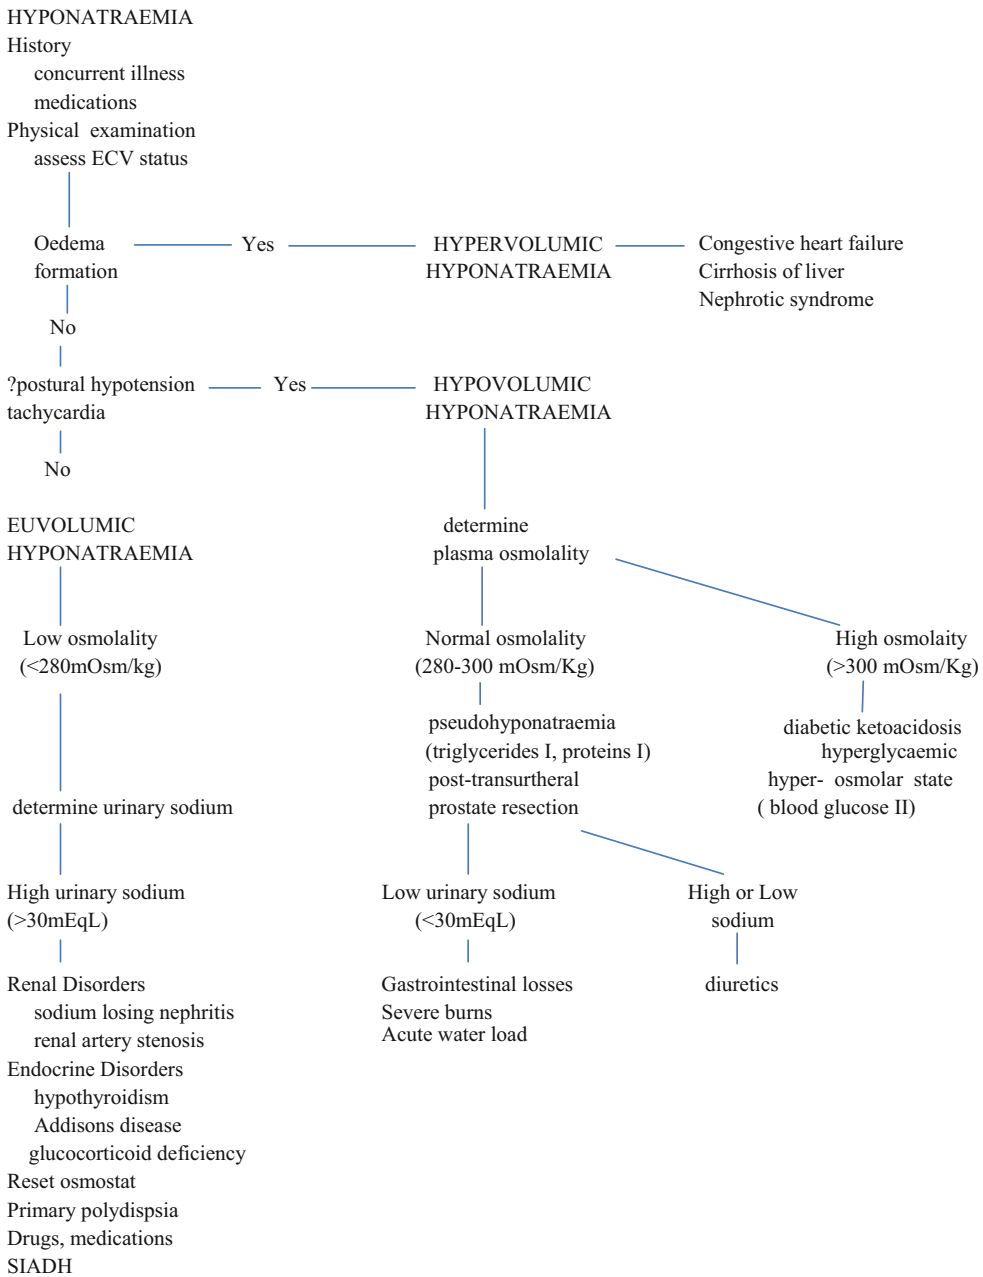 HYPONATRAEMIA
History
concurrent illness
medications
Physical examination
assess ECV status
Oedema
formation
Yes
HYPERVOLUMIC
HYPONATRAEMIA
Congestive heart failure
Cirrhosis of liver
Nephrotic syndrome
No
?postural hypotension
tachycardia
Yes
HYPOVOLUMIC
HYPONATRAEMIA
No
EUVOLUMIC
HYPONATRAEMIA
determine
plasma osmolality
Low osmolality
(<280mOsm/kg)
Normal osmolality
(280-300 mOsm/Kg)
High osmolaity
(>300 mOsm/Kg)
pseudohyponatraemia
(triglycerides I, proteins I)
post-transurtheral
prostate resection
diabetic ketoacidosis
hyperglycaemic
hyper- osmolar state
( blood glucose II)
determine urinary sodium
High urinary sodium
(>30mEqL)
Low urinary sodium
(<30mEqL)
High or Low
sodium
Renal Disorders
sodium losing nephritis
renal artery stenosis
Endocrine Disorders
hypothyroidism
Addisons disease
glucocorticoid deficiency
Reset osmostat
Primary polydispsia
Drugs, medications
SIADH
Gastrointestinal losses
Severe burns
Acute water load
diuretics